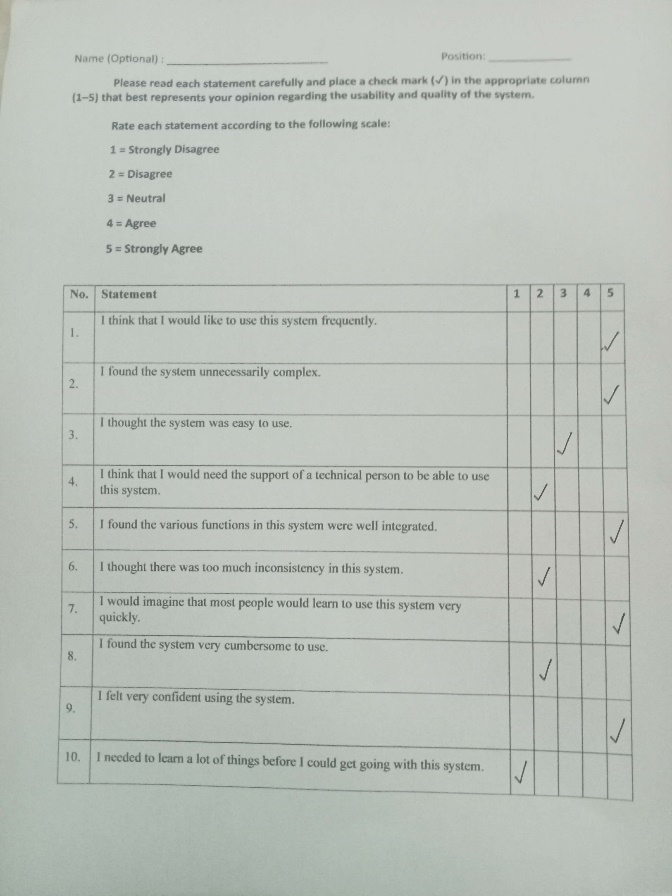 Name (Optional) : ____________________ Position: __________
Please read each statement carefully and place a check mark (✓) in the appropriate column
(1–5) that best represents your opinion regarding the usability and quality of the system.
Rate each statement according to the following scale:
1 = Strongly Disagree
2 = Disagree
3 = Neutral
4 = Agree
5 = Strongly Agree
No. Statement 1 2 3 4 5
1. I think that I would like to use this system frequently. ✓
2. I found the system unnecessarily complex. ✓
3. I thought the system was easy to use. ✓
4. I think that I would need the support of a technical person to be able to use
this system. ✓
5. I found the various functions in this system were well integrated. ✓
6. I thought there was too much inconsistency in this system. ✓
7. I would imagine that most people would learn to use this system very
quickly. ✓
8. I found the system very cumbersome to use. ✓
9. I felt very confident using the system. ✓
10. I needed to learn a lot of things before I could get going with this system. ✓